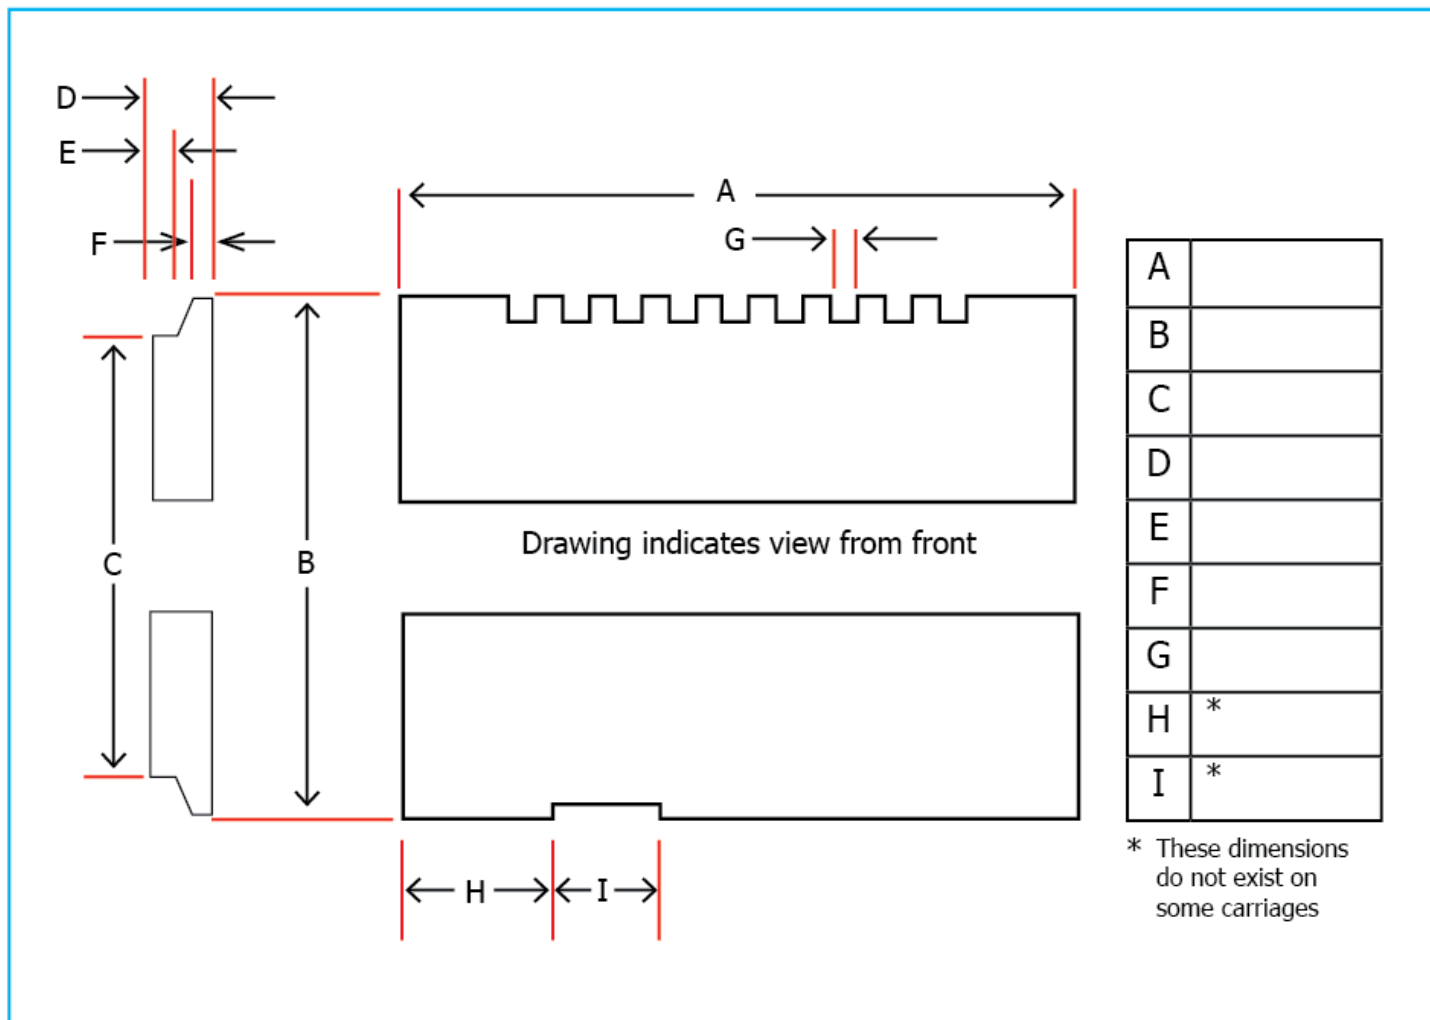 D
E
F
A
G
C
B
Drawing indicates view from front
H
I
A
B
C
D
E
F
G
H *
I *
* These dimensions
do not exist on
some carriages